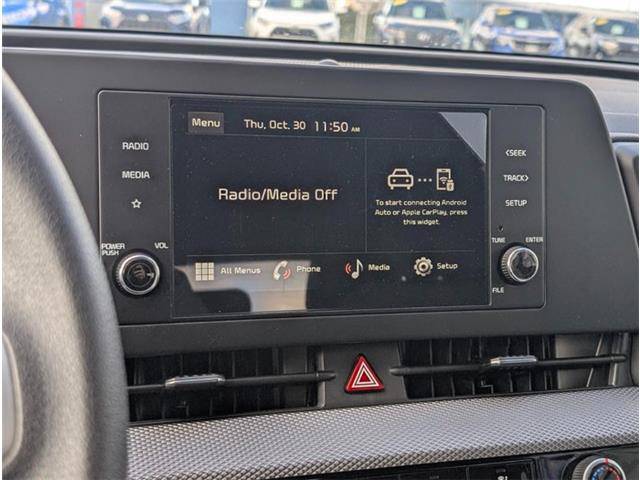 Menu
Thu, Oct. 30 11:50 AM
RADIO
MEDIA
Radio/Media Off
To start connecting Android
Auto or Apple CarPlay, press
this widget.
<SEEK
TRACK>
SETUP
POWER
PUSH
VOL
TUNE
ENTER
FILE
All Menus
Phone
Media
Setup